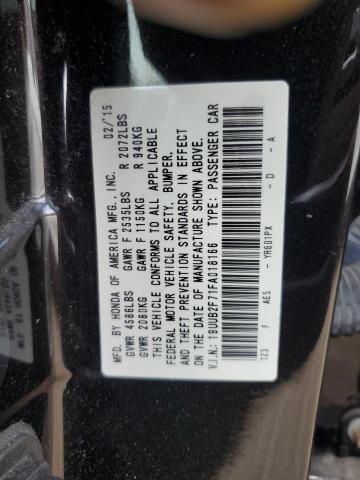 MFD. BY HONDA OF AMERICA MFG., INC. 02/'15
GVWR 4586LBS GAWR F 2535LBS R 2072LBS
GVWR 2080KG GAWR F 1150KG R 940KG
THIS VEHICLE CONFORMS TO ALL APPLICABLE
FEDERAL MOTOR VEHICLE SAFETY, BUMPER,
AND THEFT PREVENTION STANDARDS IN EFFECT
ON THE DATE OF MANUFACTURE SHOWN ABOVE.
V.I.N.: 19UUB2F71FA018166 TYPE: PASSENGER CAR
TZ3 F AE5 YR601PX D A